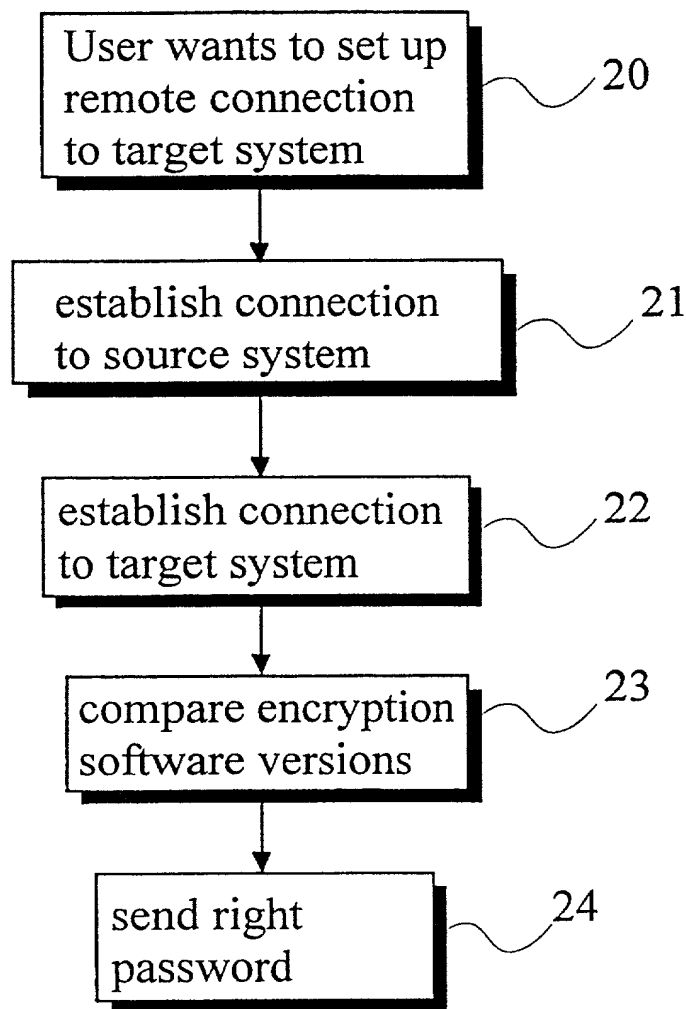 User wants to set up
remote connection
to target system
20
establish connection
to source system
21
establish connection
to target system
22
compare encryption
software versions
23
send right
password
24